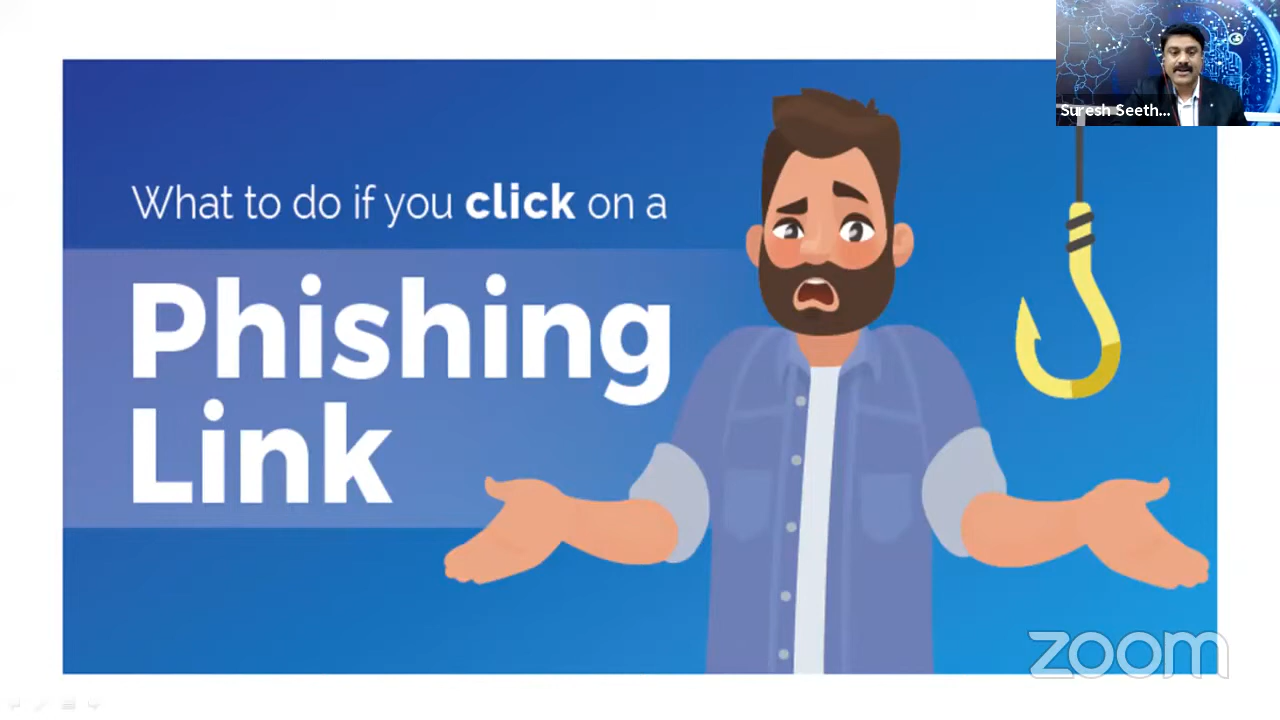 Suresh Seeth...
What to do if you click on a
Phishing
Link
zoom